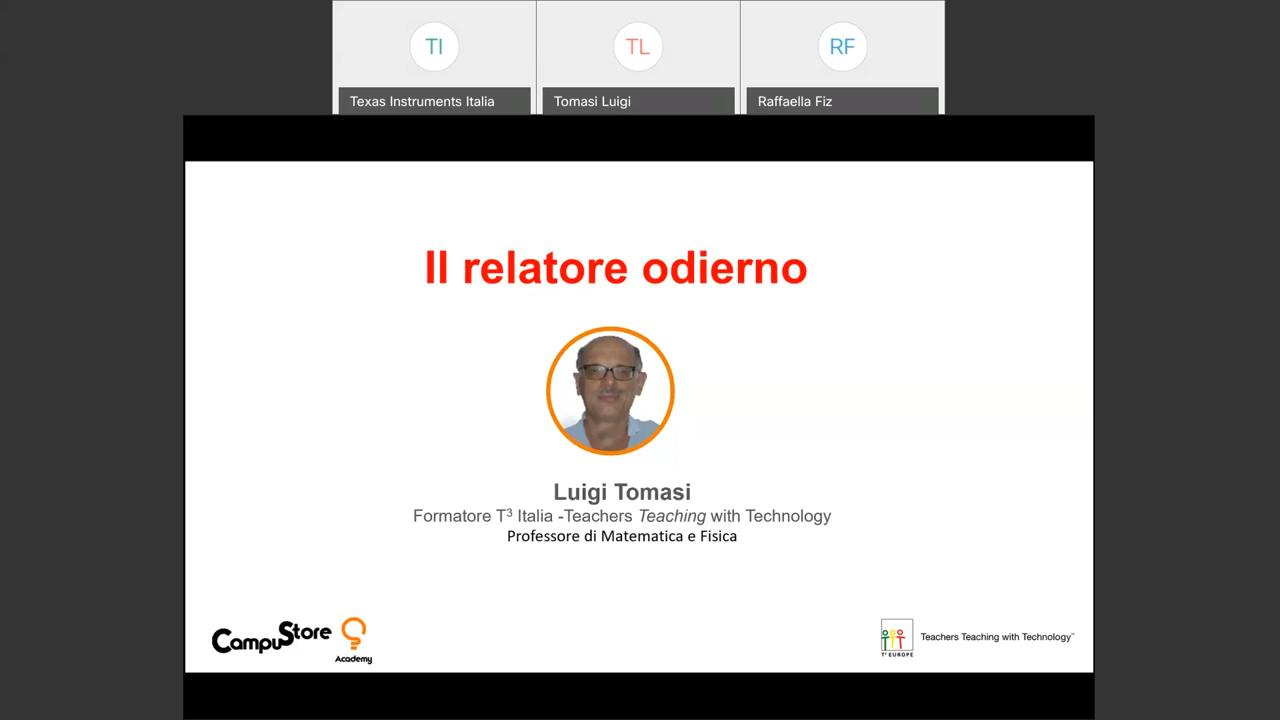 TI
TL
RF
Texas Instruments Italia
Tomasi Luigi
Raffaella Fiz
Il relatore odierno
Luigi Tomasi
Formatore T³ Italia -Teachers Teaching with Technology
Professore di Matematica e Fisica
CampuStore
Academy
T³ EUROPE
Teachers Teaching with Technology™